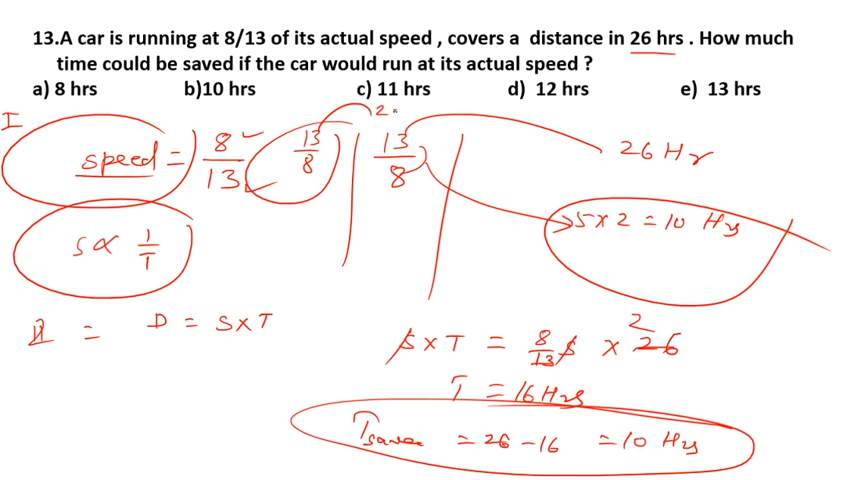 13.A car is running at 8/13 of its actual speed , covers a distance in 26 hrs . How much
time could be saved if the car would run at its actual speed ?
a) 8 hrs b)10 hrs c) 11 hrs d) 12 hrs e) 13 hrs
I
2
speed = 8/13 13/8 13/8 26 Hr
5 x 2 = 10 Hrs
S ∝ 1/T
= D = S x T
S x T = 8/13 S x 26 2
T = 16 Hrs
Tsave = 26 - 16 = 10 Hrs